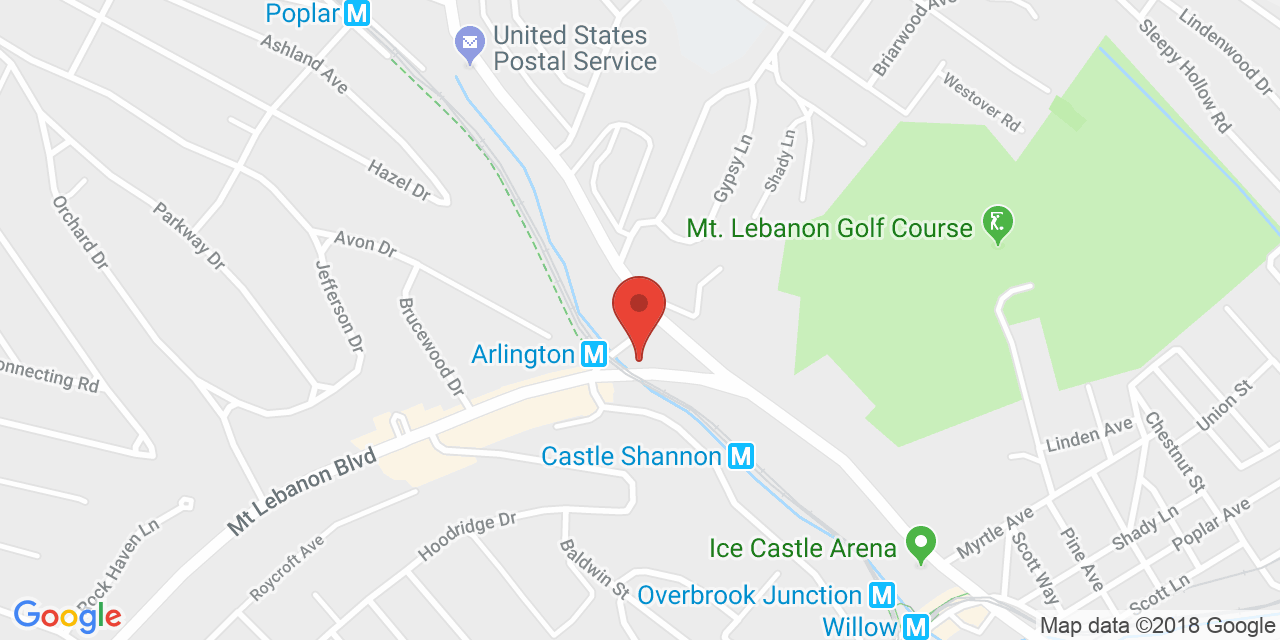 Poplar M
United States
Postal Service
Ashland Ave
Briarwood Ave
Lindenwood Dr
Sleepy Hollow Rd
Westover Rd
Hazel Dr
Gypsy Ln
Shady Ln
Orchard Dr
Parkway Dr
Avon Dr
Jefferson Dr
Mt. Lebanon Golf Course
Brucewood Dr
Arlington M
onnecting Rd
Union St
Linden Ave
Chestnut St
Castle Shannon M
Mt Lebanon Blvd
Hoodridge Dr
Rock Haven Ln
Roycroft Ave
Baldwin St
Ice Castle Arena
Myrtle Ave
Shady Ln
Poplar Ave
Scott Way
Pine Ave
Scott Ln
Overbrook Junction M
Willow M
Google
Map data ©2018 Google